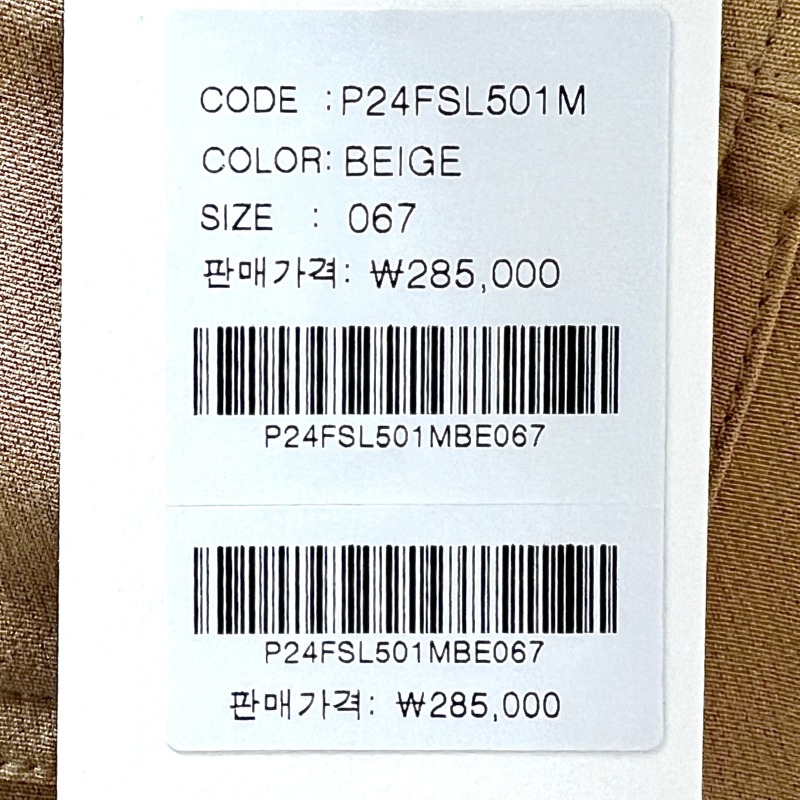 CODE : P24FSL501M
COLOR: BEIGE
SIZE : 067
판매가격: ₩285,000
P24FSL501MBE067
P24FSL501MBE067
판매가격: ₩285,000